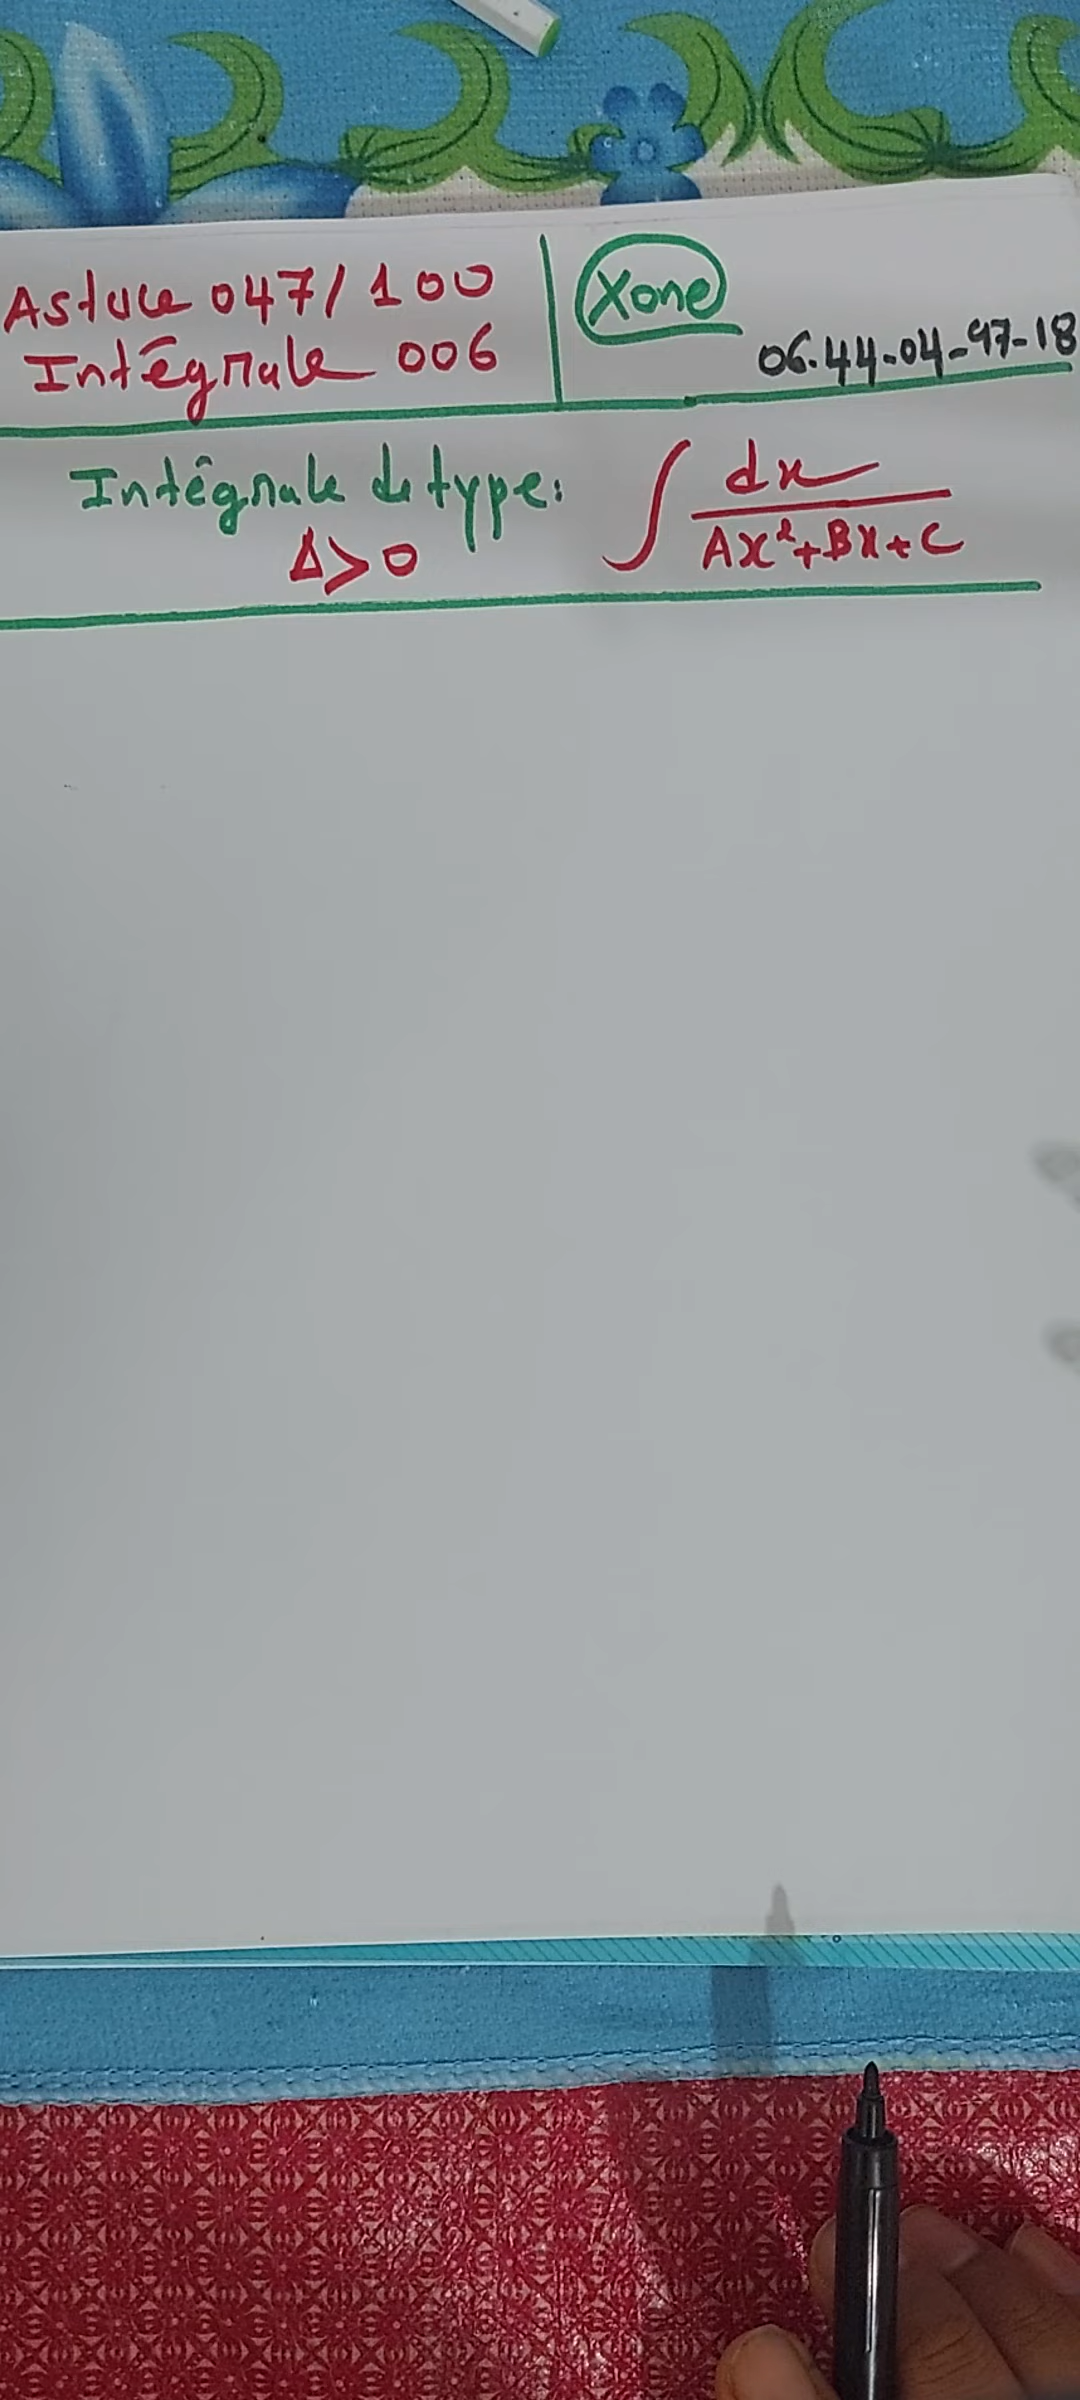 Astuce 047/100
Intégrale 006
Xone
06.44-04-97-18
Intégrale de type: ∫ dx / Ax²+Bx+C
Δ>0